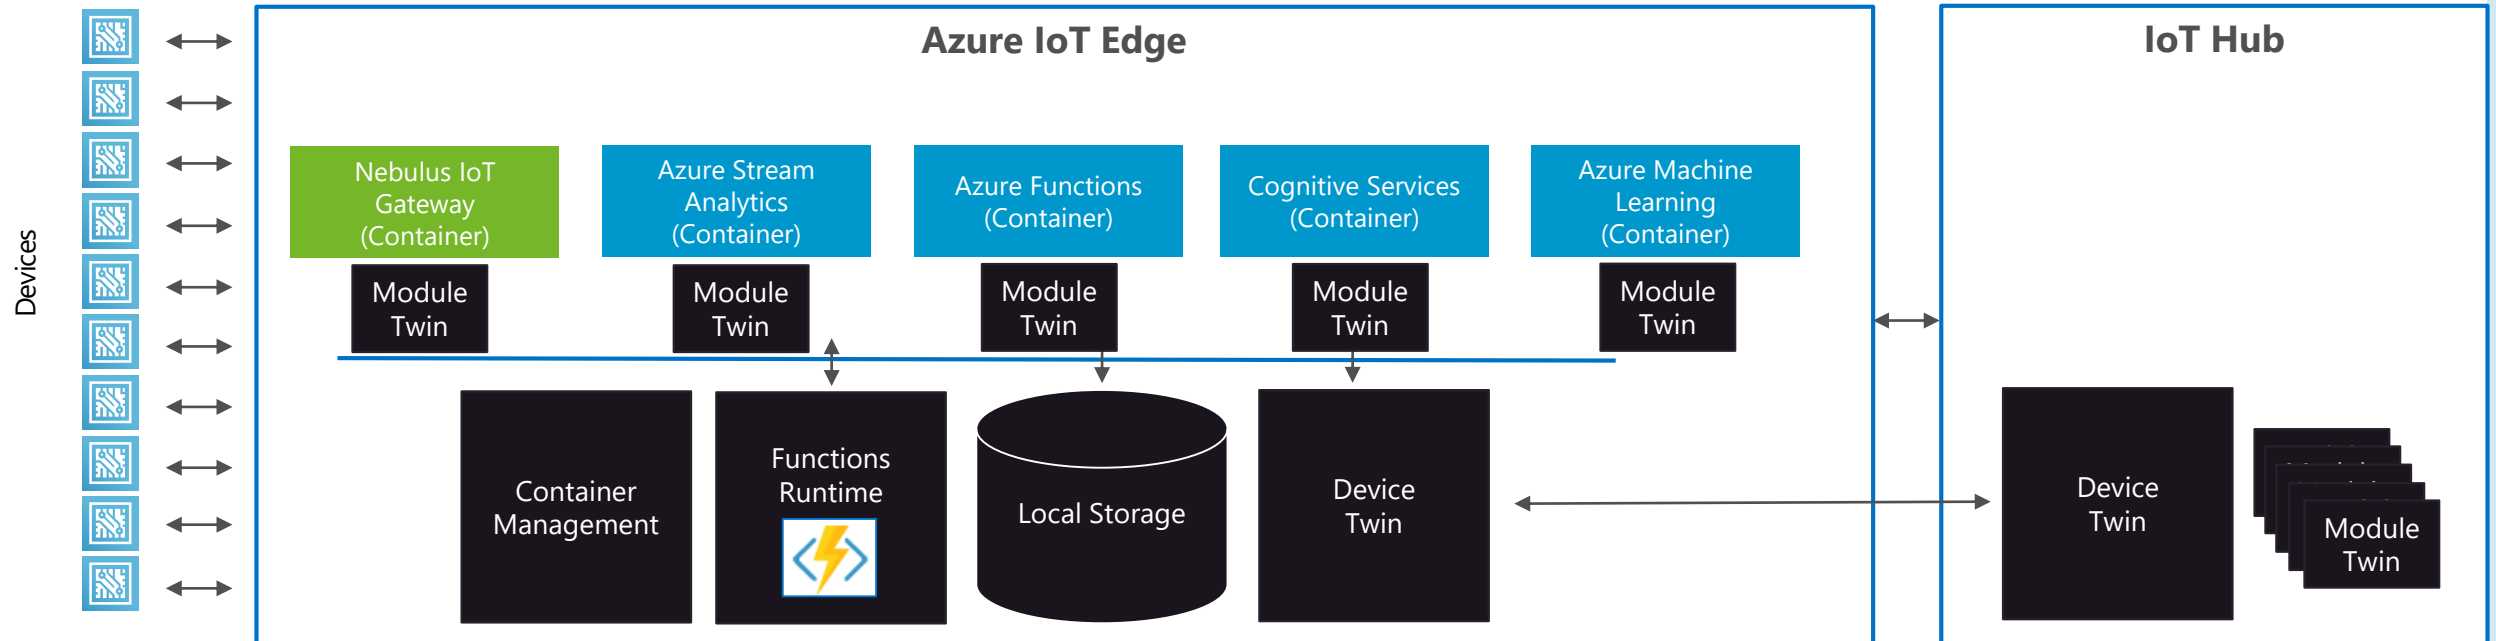 Azure IoT Edge
IoT Hub
Devices
Nebulus IoT
Gateway
(Container)
Azure Stream
Analytics
(Container)
Azure Functions
(Container)
Cognitive Services
(Container)
Azure Machine
Learning
(Container)
Module
Twin
Module
Twin
Module
Twin
Module
Twin
Module
Twin
Container
Management
Functions
Runtime
Local Storage
Device
Twin
Device
Twin
Module
Twin